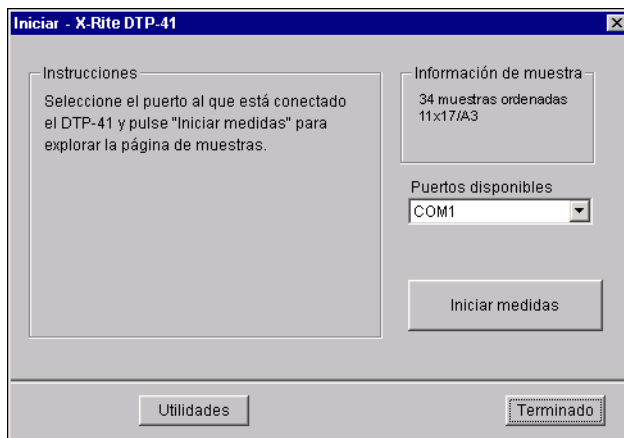 Iniciar - X-Rite DTP-41
Instrucciones
Seleccione el puerto al que está conectado
el DTP-41 y pulse "Iniciar medidas" para
explorar la página de muestras.
Información de muestra
34 muestras ordenadas
11x17/A3
Puertos disponibles
COM1
Iniciar medidas
Utilidades
Terminado